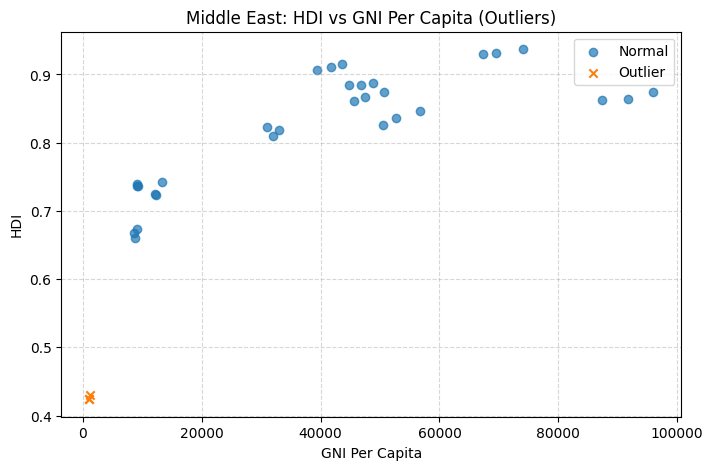 Middle East: HDI vs GNI Per Capita (Outliers)
Normal
Outlier
HDI
0.9
0.8
0.7
0.6
0.5
0.4
0
20000
40000
60000
80000
100000
GNI Per Capita